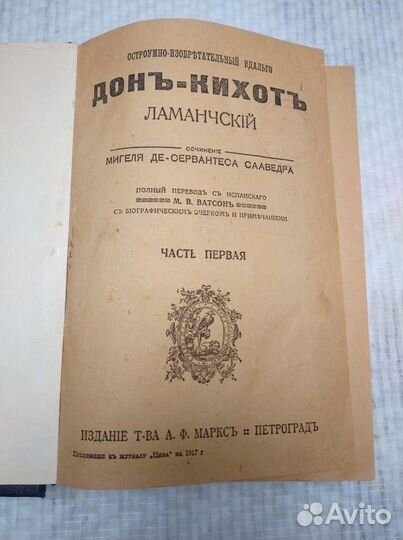 ОСТРОУМНО-ИЗОБРѢТАТЕЛЬНЫЙ ИДАЛЬГО
ДОНЪ-КИХОТЪ
ЛАМАНЧСКІЙ
СОЧИНЕНІЕ
МИГЕЛЯ ДЕ-СЕРВАНТЕСА СААВЕДРА
ПОЛНЫЙ ПЕРЕВОДЪ СЪ ИСПАНСКАГО
М. В. ВАТСОНЪ
СЪ БІОГРАФИЧЕСКИМЪ ОЧЕРКОМЪ И ПРИМѢЧАНІЯМИ
ЧАСТЬ ПЕРВАЯ
ИЗДАНІЕ Т-ВА А. Ф. МАРКСЪ :: ПЕТРОГРАДЪ
Приложеніе къ журналу „Нива" на 1917 г
Avito